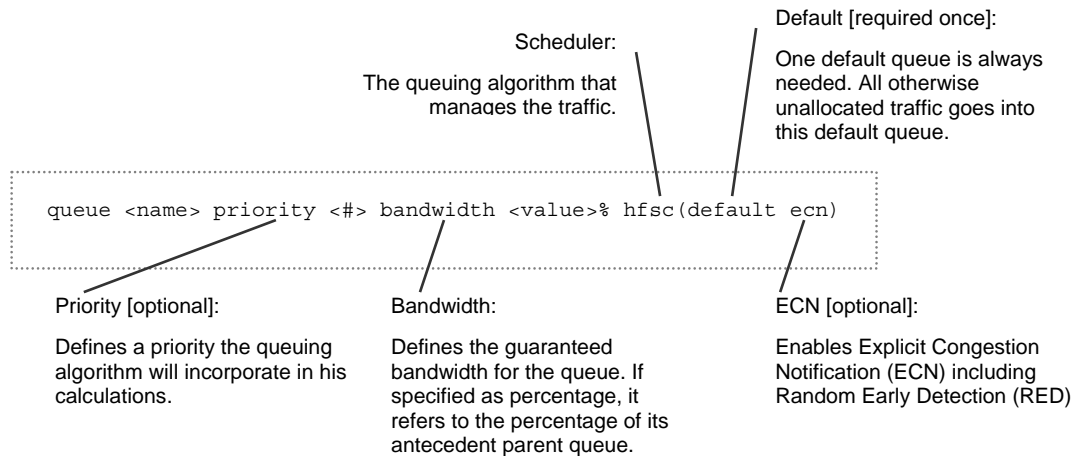 Default [required once]:
One default queue is always
needed. All otherwise
unallocated traffic goes into
this default queue.
Scheduler:
The queuing algorithm that
manages the traffic.
queue <name> priority <#> bandwidth <value>% hfsc(default ecn)
Priority [optional]:
Defines a priority the queuing
algorithm will incorporate in his
calculations.
Bandwidth:
Defines the guaranteed
bandwidth for the queue. If
specified as percentage, it
refers to the percentage of its
antecedent parent queue.
ECN [optional]:
Enables Explicit Congestion
Notification (ECN) including
Random Early Detection (RED)